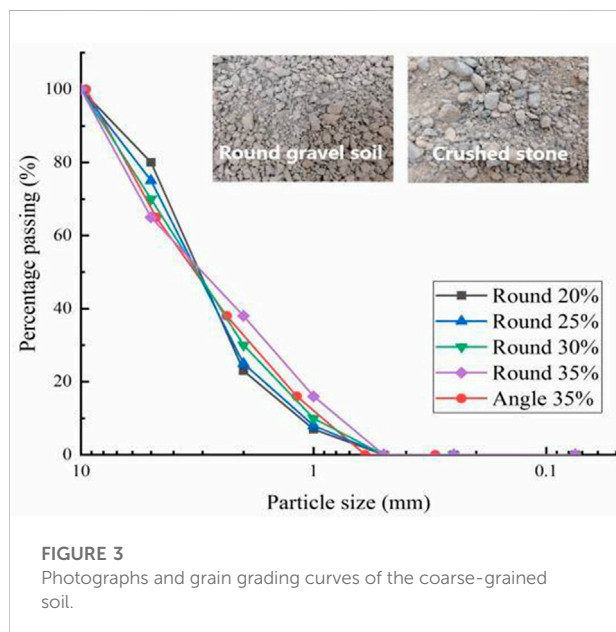 100
80
60
40
20
0
Percentage passing (%)
Round gravel soil
Crushed stone
Round 20%
Round 25%
Round 30%
Round 35%
Angle 35%
10
1
0.1
Particle size (mm)
FIGURE 3
Photographs and grain grading curves of the coarse-grained
soil.